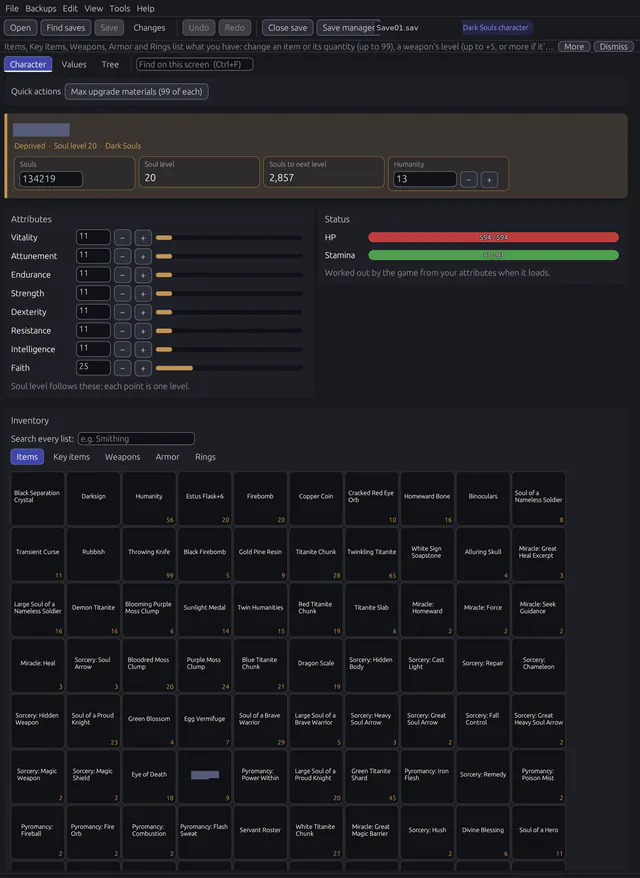 File Backups Edit View Tools Help
Open Find saves Save Changes Undo Redo Close save Save manager Save01.sav Dark Souls character
Items, Key items, Weapons, Armor and Rings list what you have: change an item or its quantity (up to 99), a weapon's level (up to +5, or more if it'... More Dismiss
Character Values Tree Find on this screen (Ctrl+F)
Quick actions Max upgrade materials (99 of each)
Deprived · Soul level 20 · Dark Souls
Souls Soul level Souls to next level Humanity
134219 20 2,857 13 − +
Attributes Status
Vitality 11 − + HP 594 / 594
Attunement 11 − + Stamina
Endurance 11 − + Worked out by the game from your attributes when it loads.
Strength 11 − +
Dexterity 11 − +
Resistance 11 − +
Intelligence 11 − +
Faith 25 − +
Soul level follows these: each point is one level.
Inventory
Search every list: e.g. Smithing
Items Key items Weapons Armor Rings
Black Separation Crystal Darksign Humanity 56 Estus Flask+6 20 Firebomb 20 Copper Coin Cracked Red Eye Orb 10 Homeward Bone 16 Binoculars Soul of a Nameless Soldier 8
Transient Curse 11 Rubbish Throwing Knife 99 Black Firebomb 5 Gold Pine Resin 9 Titanite Chunk 28 Twinkling Titanite 65 White Sign Soapstone Alluring Skull 4 Miracle: Great Heal Excerpt 3
Large Soul of a Nameless Soldier 16 Demon Titanite 16 Blooming Purple Moss Clump 6 Sunlight Medal 14 Twin Humanities 15 Red Titanite Chunk 19 Titanite Slab 6 Miracle: Homeward 2 Miracle: Force 2 Miracle: Seek Guidance 2
Miracle: Heal 3 Sorcery: Soul Arrow 3 Bloodred Moss Clump 20 Purple Moss Clump 24 Blue Titanite Chunk 21 Dragon Scale 19 Sorcery: Hidden Body Sorcery: Cast Light Sorcery: Repair Sorcery: Chameleon
Sorcery: Hidden Weapon Soul of a Proud Knight 23 Green Blossom 4 Egg Vermifuge 7 Soul of a Brave Warrior 29 Large Soul of a Brave Warrior 5 Sorcery: Heavy Soul Arrow 3 Sorcery: Great Soul Arrow 2 Sorcery: Fall Control 2 Sorcery: Great Heavy Soul Arrow 3
Sorcery: Magic Weapon 2 Sorcery: Magic Shield 2 Eye of Death 18 9 Pyromancy: Power Within Large Soul of a Proud Knight 20 Green Titanite Shard 45 Pyromancy: Iron Flesh Sorcery: Remedy Pyromancy: Poison Mist 2
Pyromancy: Fireball 2 Pyromancy: Fire Orb 2 Pyromancy: Combustion 2 Pyromancy: Flash Sweat 2 Servant Roster White Titanite Chunk 27 Miracle: Great Magic Barrier Sorcery: Hush 2 Divine Blessing 6 Soul of a Hero 11